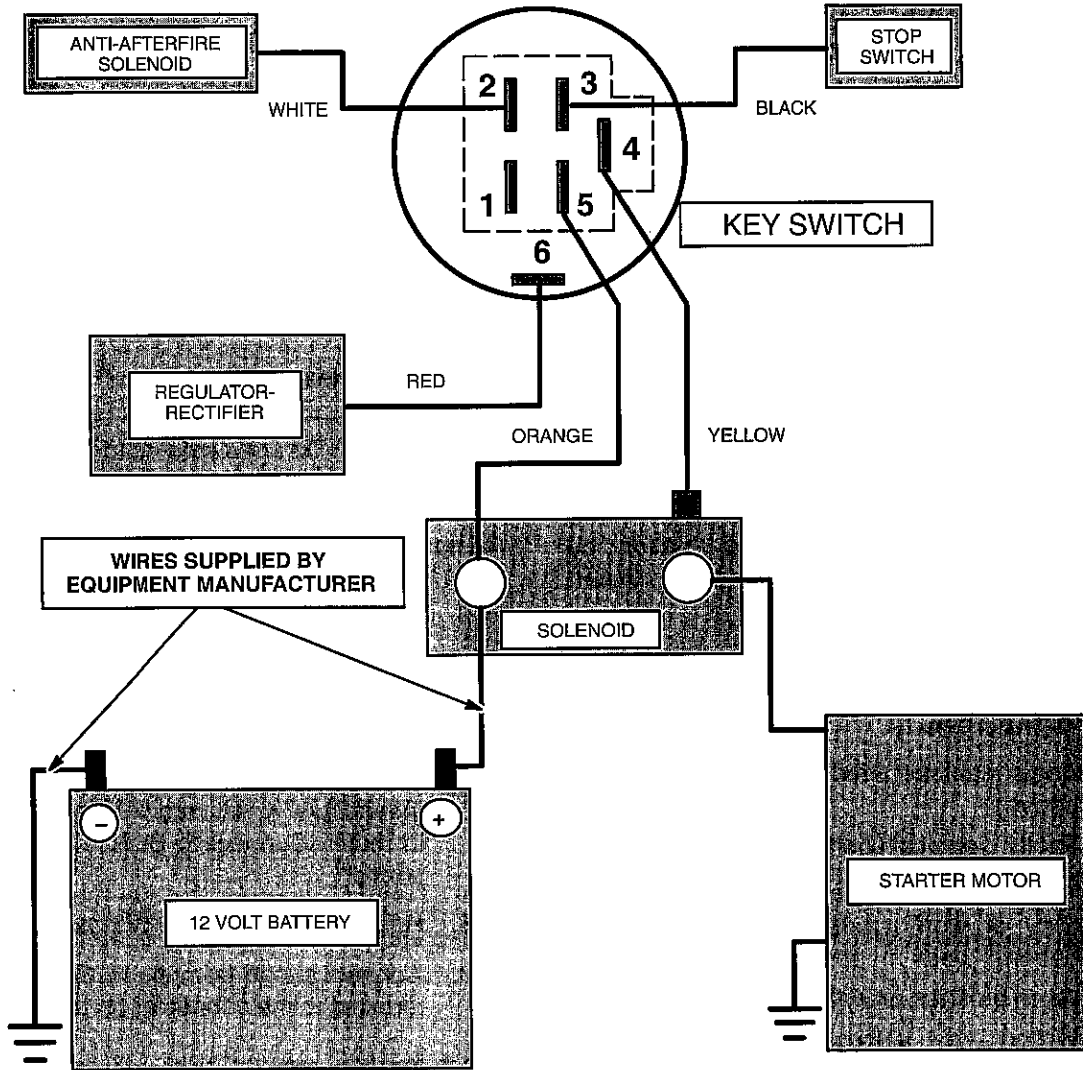 ANTI-AFTERFIRE
SOLENOID
STOP
SWITCH
WHITE
BLACK
2
3
4
1
5
6
KEY SWITCH
REGULATOR-
RECTIFIER
RED
ORANGE
YELLOW
WIRES SUPPLIED BY
EQUIPMENT MANUFACTURER
SOLENOID
–
+
12 VOLT BATTERY
STARTER MOTOR